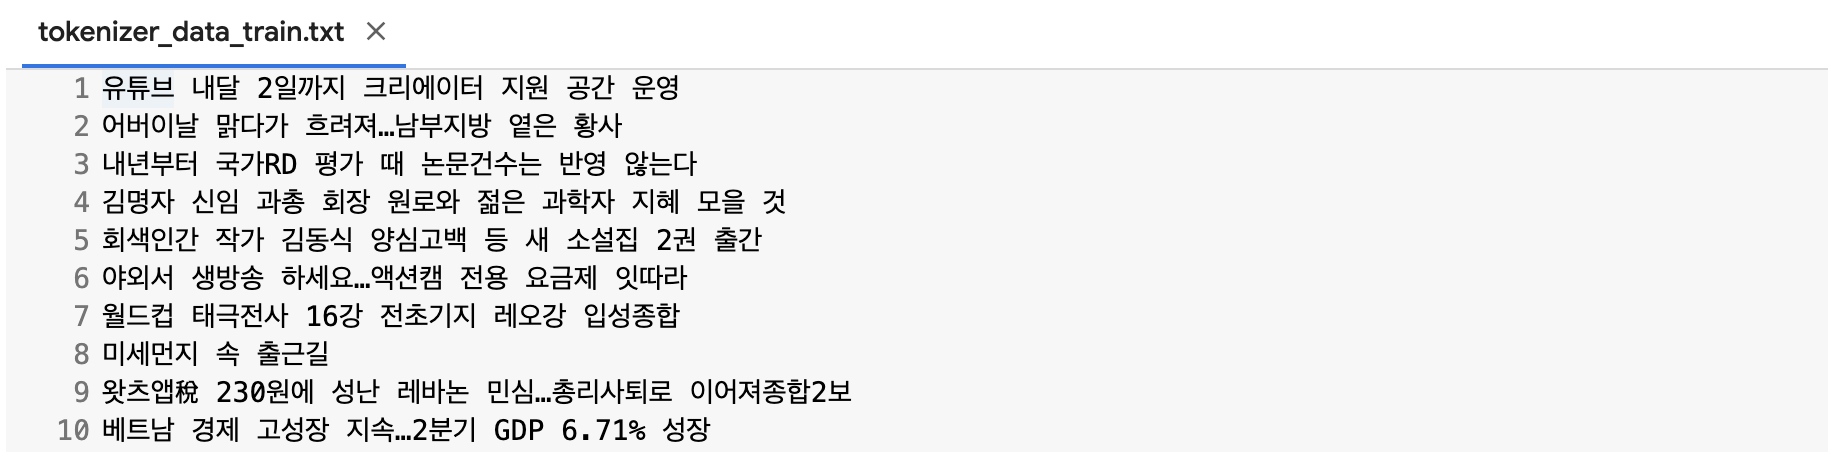 tokenizer_data_train.txt ×
1 유튜브 내달 2일까지 크리에이터 지원 공간 운영
2 어버이날 맑다가 흐려져…남부지방 옅은 황사
3 내년부터 국가RD 평가 때 논문건수는 반영 않는다
4 김명자 신임 과총 회장 원로와 젊은 과학자 지혜 모을 것
5 회색인간 작가 김동식 양심고백 등 새 소설집 2권 출간
6 야외서 생방송 하세요…액션캠 전용 요금제 잇따라
7 월드컵 태극전사 16강 전초기지 레오강 입성종합
8 미세먼지 속 출근길
9 왓츠앱稅 230원에 성난 레바논 민심…총리사퇴로 이어져종합2보
10 베트남 경제 고성장 지속…2분기 GDP 6.71% 성장